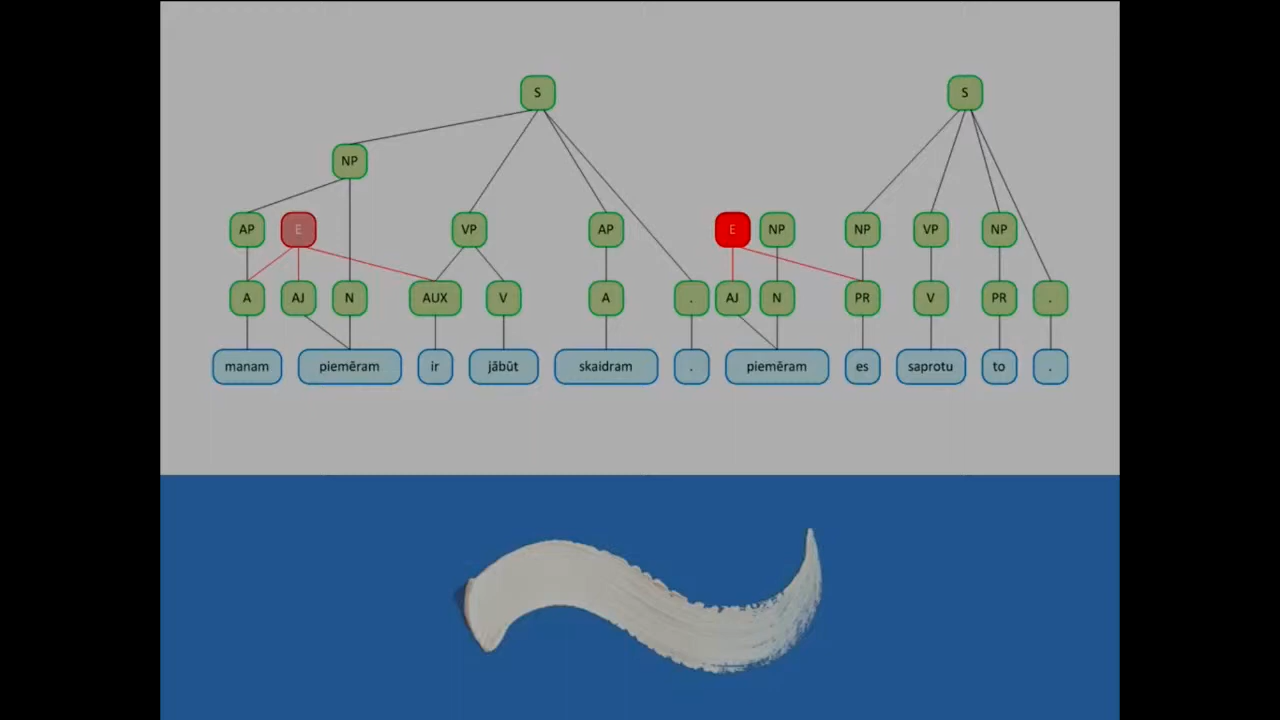 S S
NP
AP E VP AP E NP NP VP NP
A AJ N AUX V A . AJ N PR V PR .
manam piemēram ir jābūt skaidram . piemēram es saprotu to .